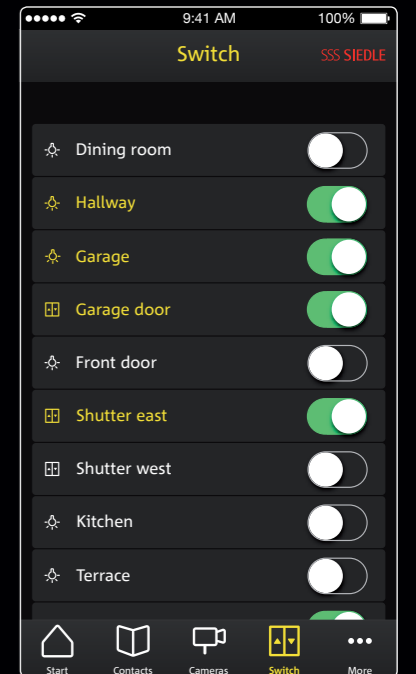 9:41 AM 100%
Switch SSS SIEDLE
Dining room
Hallway
Garage
Garage door
Front door
Shutter east
Shutter west
Kitchen
Terrace
Start Contacts Cameras Switch More